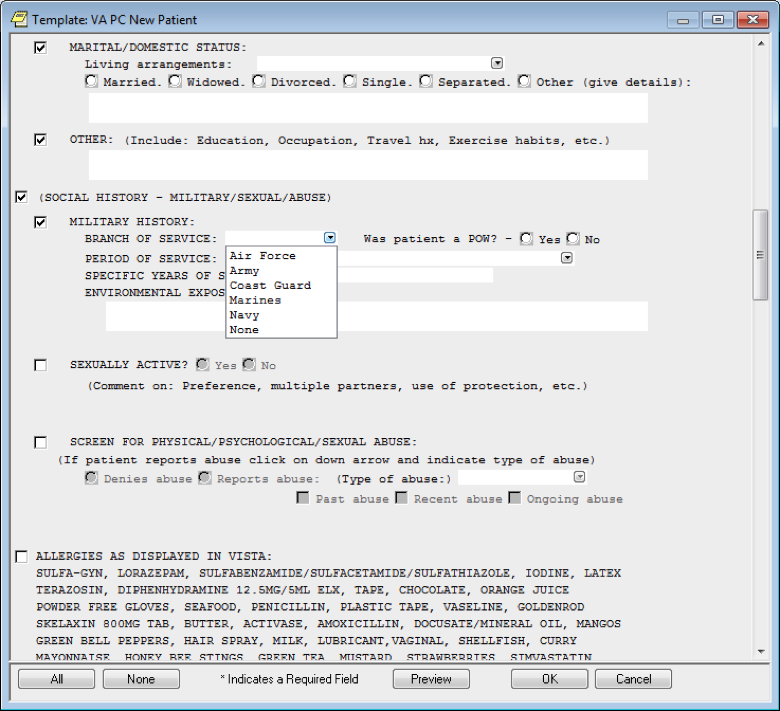 Template: VA PC New Patient
MARITAL/DOMESTIC STATUS:
Living arrangements:
Married. Widowed. Divorced. Single. Separated. Other (give details):
OTHER: (Include: Education, Occupation, Travel hx, Exercise habits, etc.)
(SOCIAL HISTORY - MILITARY/SEXUAL/ABUSE)
MILITARY HISTORY:
BRANCH OF SERVICE: Was patient a POW? - Yes No
PERIOD OF SERVICE:
Air Force
Army
Coast Guard
Marines
Navy
None
SPECIFIC YEARS OF S
ENVIRONMENTAL EXPOS
SEXUALLY ACTIVE? Yes No
(Comment on: Preference, multiple partners, use of protection, etc.)
SCREEN FOR PHYSICAL/PSYCHOLOGICAL/SEXUAL ABUSE:
(If patient reports abuse click on down arrow and indicate type of abuse)
Denies abuse Reports abuse: (Type of abuse:)
Past abuse Recent abuse Ongoing abuse
ALLERGIES AS DISPLAYED IN VISTA:
SULFA-GYN, LORAZEPAM, SULFABENZAMIDE/SULFACETAMIDE/SULFATHIAZOLE, IODINE, LATEX
TERAZOSIN, DIPHENHYDRAMINE 12.5MG/5ML ELX, TAPE, CHOCOLATE, ORANGE JUICE
POWDER FREE GLOVES, SEAFOOD, PENICILLIN, PLASTIC TAPE, VASELINE, GOLDENROD
SKELAXIN 800MG TAB, BUTTER, ACTIVASE, AMOXICILLIN, DOCUSATE/MINERAL OIL, MANGOS
GREEN BELL PEPPERS, HAIR SPRAY, MILK, LUBRICANT,VAGINAL, SHELLFISH, CURRY
MAYONNAISE, HONEY BEE STINGS, GREEN TEA, MUSTARD, STRAWBERRIES, SIMVASTATIN
All None * Indicates a Required Field Preview OK Cancel